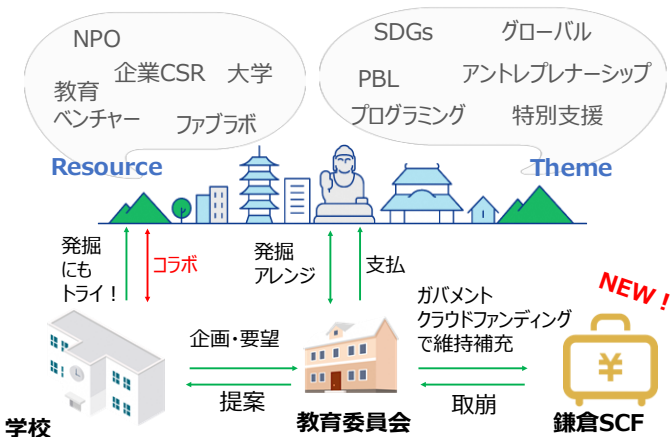 NPO
企業CSR
大学
教育
ベンチャー
ファブラボ
Resource
SDGs
グローバル
PBL
アントレプレナーシップ
プログラミング
特別支援
Theme
発掘
にも
トライ！
コラボ
発掘
アレンジ
支払
ガバメント
クラウドファンディング
で維持補充
NEW！
企画・要望
提案
取崩
¥
学校
教育委員会
鎌倉SCF